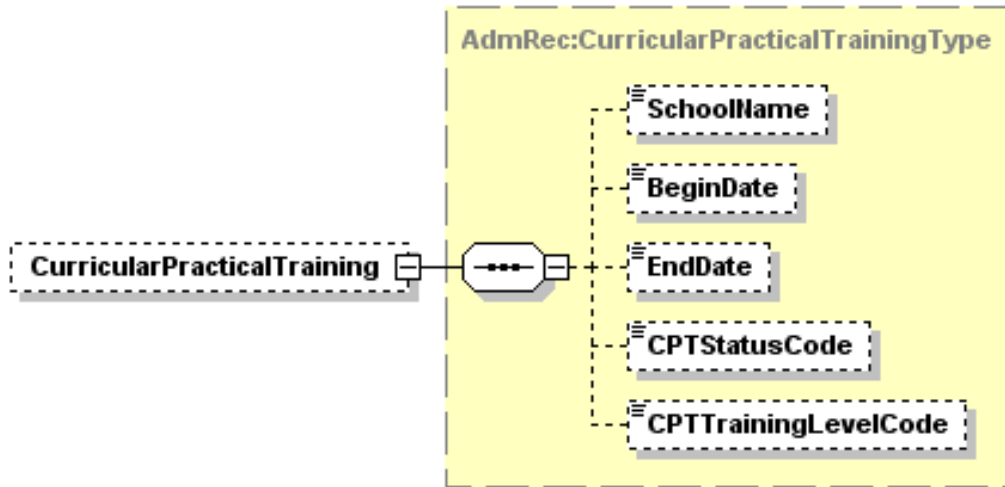 AdmRec:CurricularPracticalTrainingType
SchoolName
BeginDate
CurricularPracticalTraining
EndDate
CPTStatusCode
CPTTrainingLevelCode